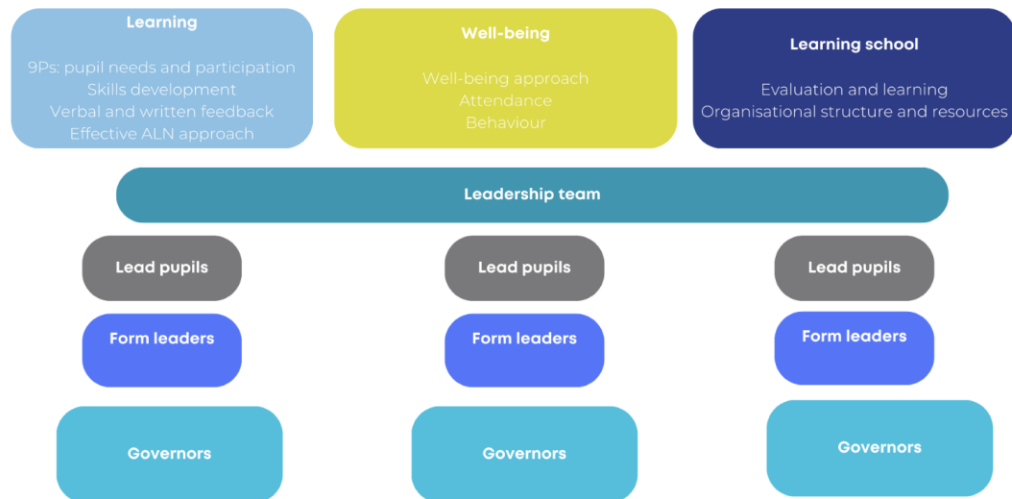 Learning
9Ps: pupil needs and participation
Skills development
Verbal and written feedback
Effective ALN approach
Well-being
Well-being approach
Attendance
Behaviour
Learning school
Evaluation and learning
Organisational structure and resources
Leadership team
Lead pupils
Lead pupils
Lead pupils
Form leaders
Form leaders
Form leaders
Governors
Governors
Governors